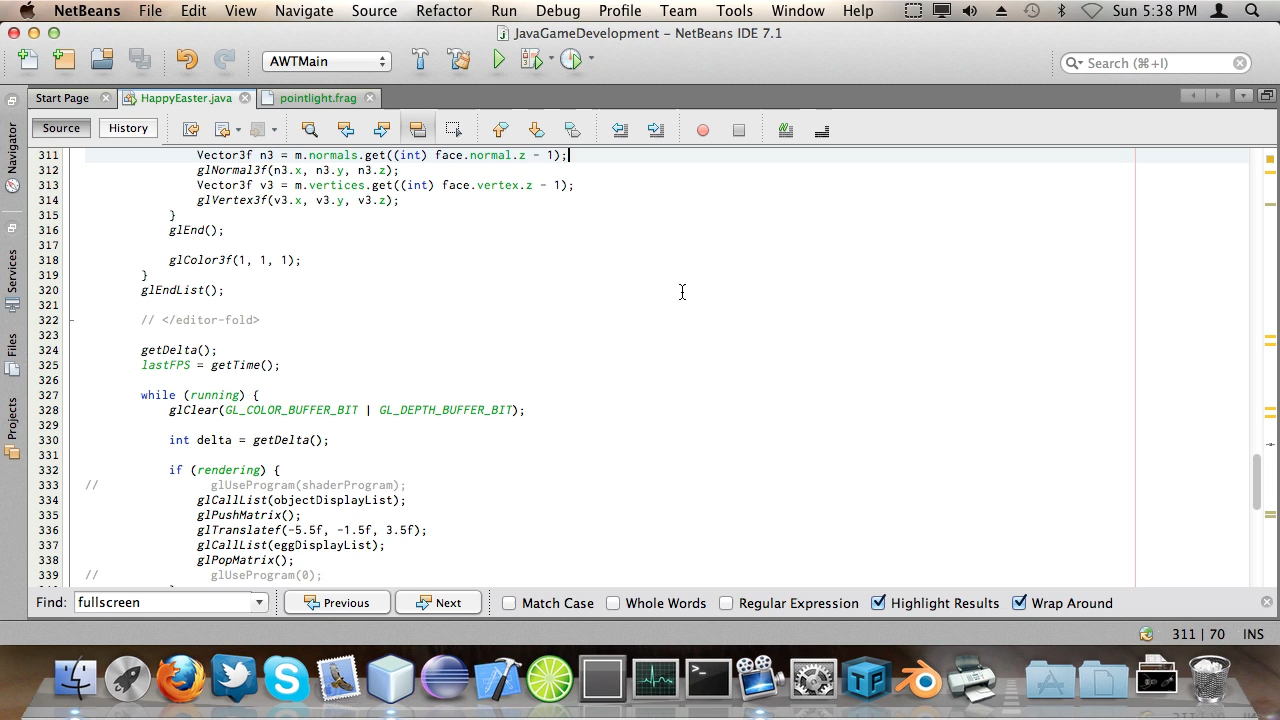 NetBeans File Edit View Navigate Source Refactor Run Debug Profile Team Tools Window Help Sun 5:38 PM
JavaGameDevelopment – NetBeans IDE 7.1
AWTMain Search (⌘+I)
Start Page HappyEaster.java pointlight.frag
Source History
Navigator
Services
Files
Projects
311 Vector3f n3 = m.normals.get((int) face.normal.z - 1);
312 glNormal3f(n3.x, n3.y, n3.z);
313 Vector3f v3 = m.vertices.get((int) face.vertex.z - 1);
314 glVertex3f(v3.x, v3.y, v3.z);
315 }
316 glEnd();
317
318 glColor3f(1, 1, 1);
319 }
320 glEndList();
321
322 // </editor-fold>
323
324 getDelta();
325 lastFPS = getTime();
326
327 while (running) {
328 glClear(GL_COLOR_BUFFER_BIT | GL_DEPTH_BUFFER_BIT);
329
330 int delta = getDelta();
331
332 if (rendering) {
333 // glUseProgram(shaderProgram);
334 glCallList(objectDisplayList);
335 glPushMatrix();
336 glTranslatef(-5.5f, -1.5f, 3.5f);
337 glCallList(eggDisplayList);
338 glPopMatrix();
339 // glUseProgram(0);
Find: fullscreen Previous Next Match Case Whole Words Regular Expression Highlight Results Wrap Around
311 | 70 INS
TP